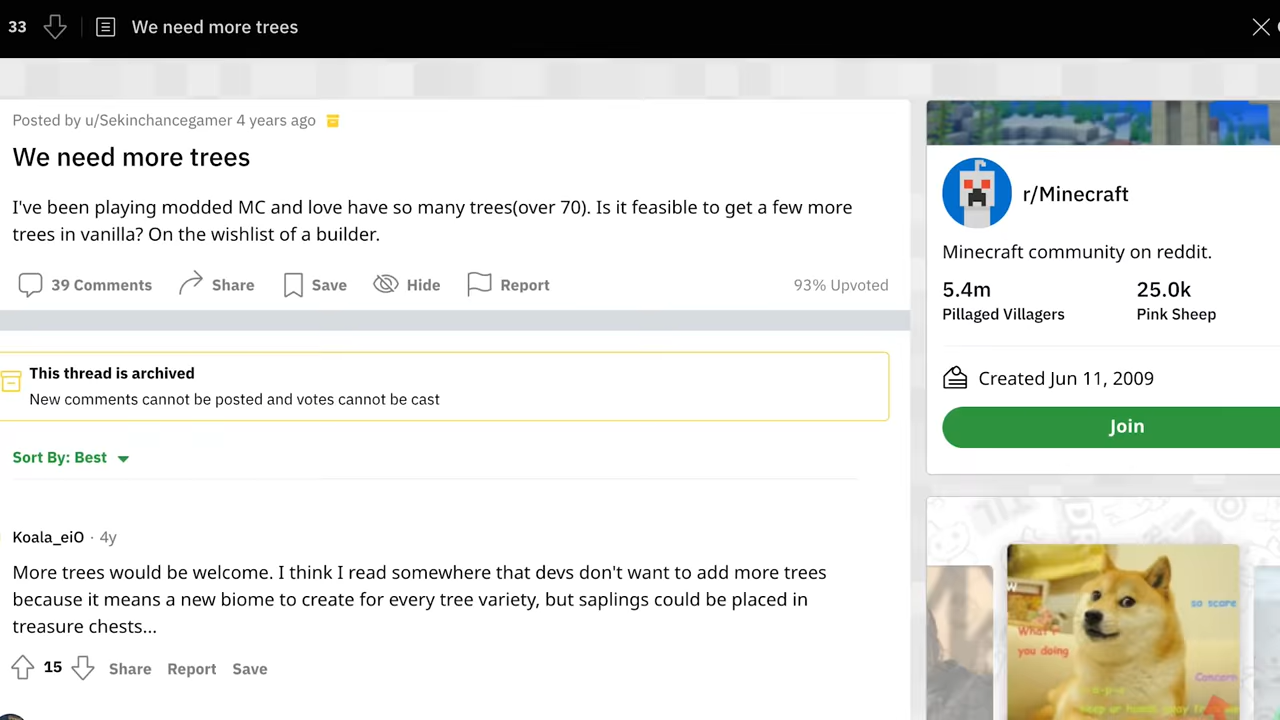 33
We need more trees
Posted by u/Sekinchancegamer 4 years ago
We need more trees
I've been playing modded MC and love have so many trees(over 70). Is it feasible to get a few more
trees in vanilla? On the wishlist of a builder.
39 Comments Share Save Hide Report 93% Upvoted
This thread is archived
New comments cannot be posted and votes cannot be cast
Sort By: Best
Koala_eiO · 4y
More trees would be welcome. I think I read somewhere that devs don't want to add more trees
because it means a new biome to create for every tree variety, but saplings could be placed in
treasure chests...
15 Share Report Save
r/Minecraft
Minecraft community on reddit.
5.4m 25.0k
Pillaged Villagers Pink Sheep
Created Jun 11, 2009
Join
so scare
What
you doing
Concern